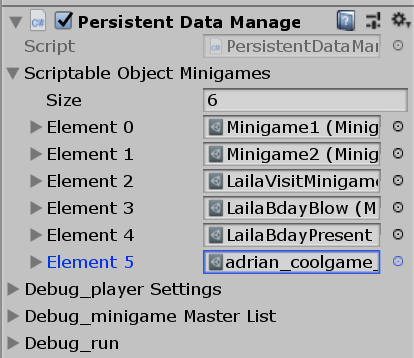 Persistent Data Manage
Script PersistentDataMar
Scriptable Object Minigames
Size 6
Element 0 Minigame1 (Minig
Element 1 Minigame2 (Minig
Element 2 LailaVisitMinigame
Element 3 LailaBdayBlow (M
Element 4 LailaBdayPresent
Element 5 adrian_coolgame_
Debug_player Settings
Debug_minigame Master List
Debug_run